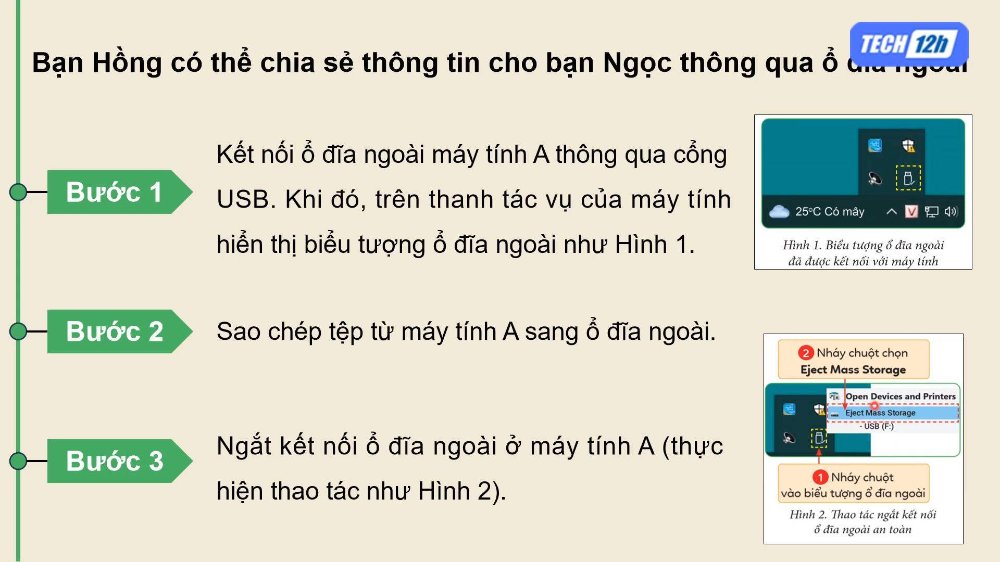 TECH 12h
Bạn Hồng có thể chia sẻ thông tin cho bạn Ngọc thông qua ổ đĩa ngoài
Bước 1
Kết nối ổ đĩa ngoài máy tính A thông qua cổng
USB. Khi đó, trên thanh tác vụ của máy tính
hiển thị biểu tượng ổ đĩa ngoài như Hình 1.
25°C Có mây
V
Hình 1. Biểu tượng ổ đĩa ngoài
đã được kết nối với máy tính
Bước 2
Sao chép tệp từ máy tính A sang ổ đĩa ngoài.
Bước 3
Ngắt kết nối ổ đĩa ngoài ở máy tính A (thực
hiện thao tác như Hình 2).
2 Nháy chuột chọn
Eject Mass Storage
Open Devices and Printers
Eject Mass Storage
- USB (F:)
1 Nháy chuột
vào biểu tượng ổ đĩa ngoài
Hình 2. Thao tác ngắt kết nối
ổ đĩa ngoài an toàn